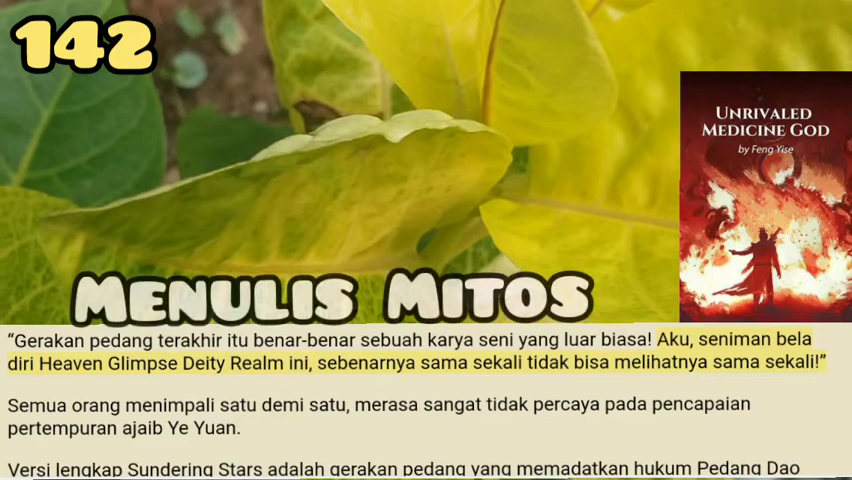 142
UNRIVALED
MEDICINE GOD
by Feng Yise
MENULIS MITOS
“Gerakan pedang terakhir itu benar-benar sebuah karya seni yang luar biasa! Aku, seniman bela
diri Heaven Glimpse Deity Realm ini, sebenarnya sama sekali tidak bisa melihatnya sama sekali!”
Semua orang menimpali satu demi satu, merasa sangat tidak percaya pada pencapaian
pertempuran ajaib Ye Yuan.
Versi lengkap Sundering Stars adalah gerakan pedang yang memadatkan hukum Pedang Dao